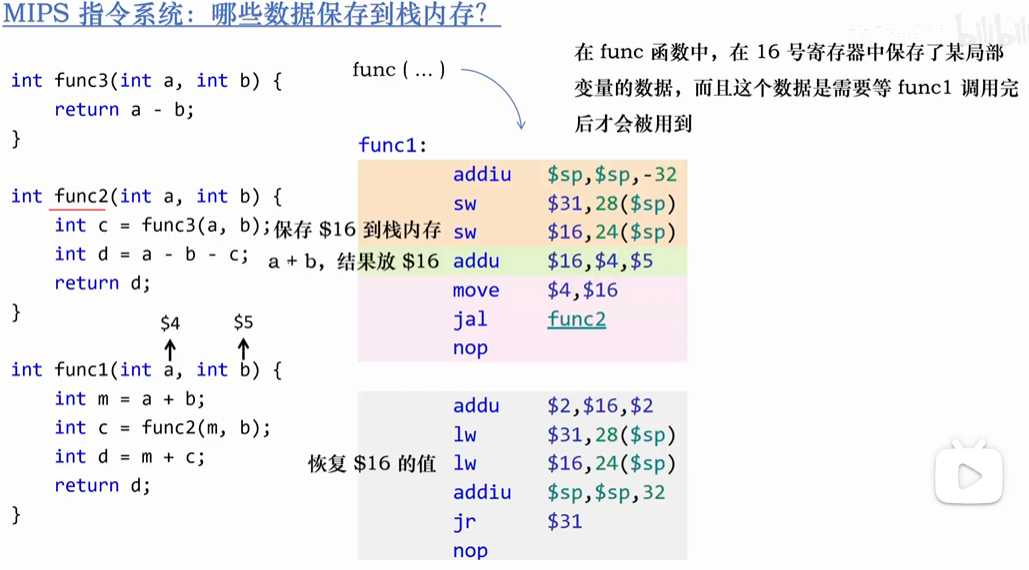 MIPS 指令系统：哪些数据保存到栈内存？
bilibili
int func3(int a, int b) {
return a - b;
}
int func2(int a, int b) {
int c = func3(a, b);
int d = a - b - c;
return d;
}
$4 $5
int func1(int a, int b) {
int m = a + b;
int c = func2(m, b);
int d = m + c;
return d;
}
func ( ... )
func1:
addiu $sp,$sp,-32
sw $31,28($sp)
保存 $16 到栈内存 sw $16,24($sp)
a + b，结果放 $16 addu $16,$4,$5
move $4,$16
jal func2
nop
addu $2,$16,$2
lw $31,28($sp)
恢复 $16 的值 lw $16,24($sp)
addiu $sp,$sp,32
jr $31
nop
在 func 函数中，在 16 号寄存器中保存了某局部
变量的数据，而且这个数据是需要等 func1 调用完
后才会被用到